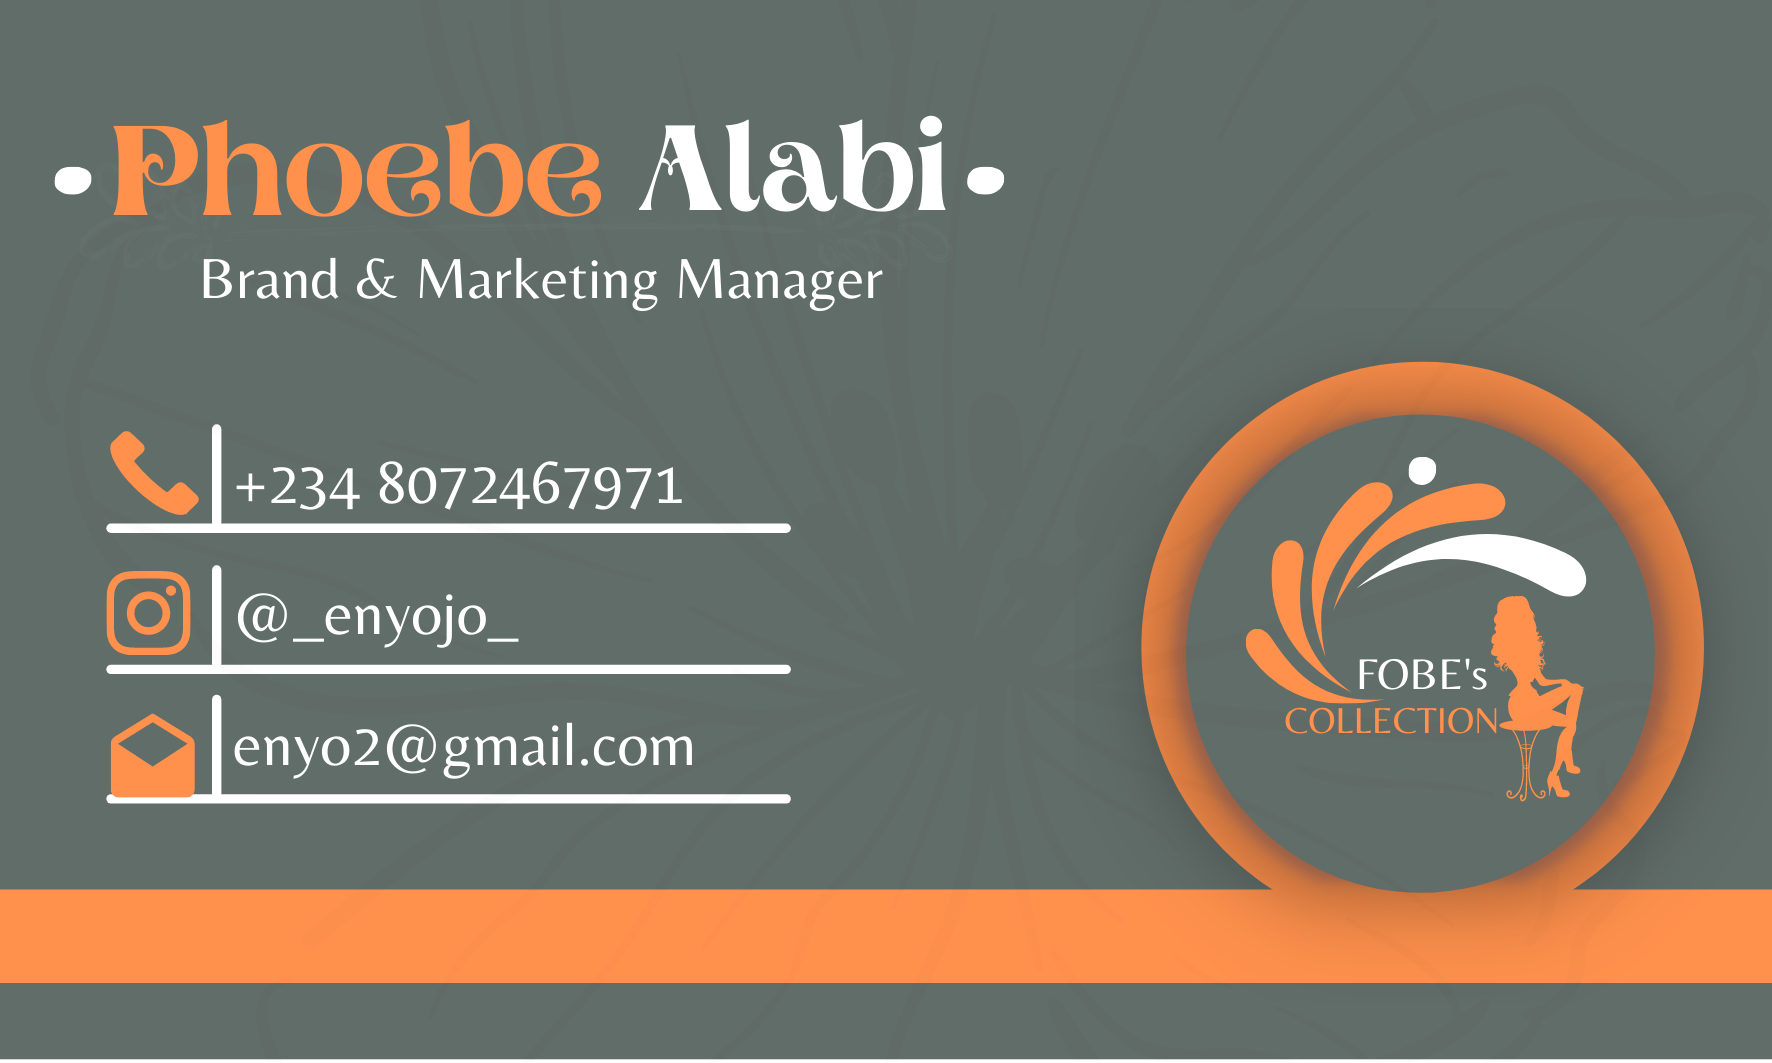 Phoebe Alabi
Brand & Marketing Manager
+234 8072467971
@_enyojo_
enyo2@gmail.com
FOBE's
COLLECTION